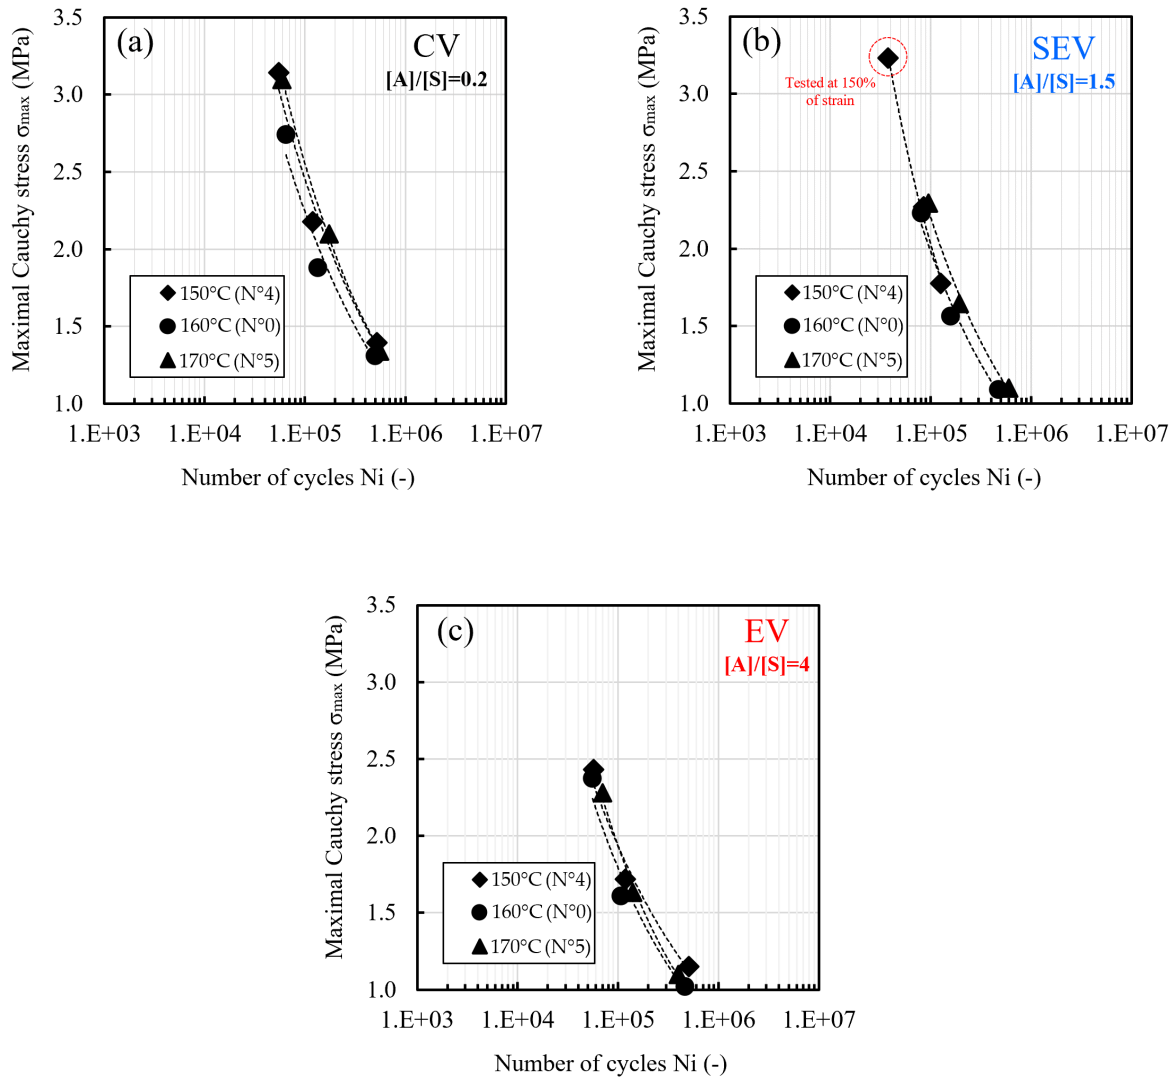 (a)
CV
[A]/[S]=0.2
Maximal Cauchy stress σmax (MPa)
3.5
3.0
2.5
2.0
1.5
1.0
150°C (N°4)
160°C (N°0)
170°C (N°5)
1.E+03
1.E+04
1.E+05
1.E+06
1.E+07
Number of cycles Ni (-)
(b)
SEV
[A]/[S]=1.5
Tested at 150%
of strain
Maximal Cauchy stress σmax (MPa)
3.5
3.0
2.5
2.0
1.5
1.0
150°C (N°4)
160°C (N°0)
170°C (N°5)
1.E+03
1.E+04
1.E+05
1.E+06
1.E+07
Number of cycles Ni (-)
(c)
EV
[A]/[S]=4
Maximal Cauchy stress σmax (MPa)
3.5
3.0
2.5
2.0
1.5
1.0
150°C (N°4)
160°C (N°0)
170°C (N°5)
1.E+03
1.E+04
1.E+05
1.E+06
1.E+07
Number of cycles Ni (-)